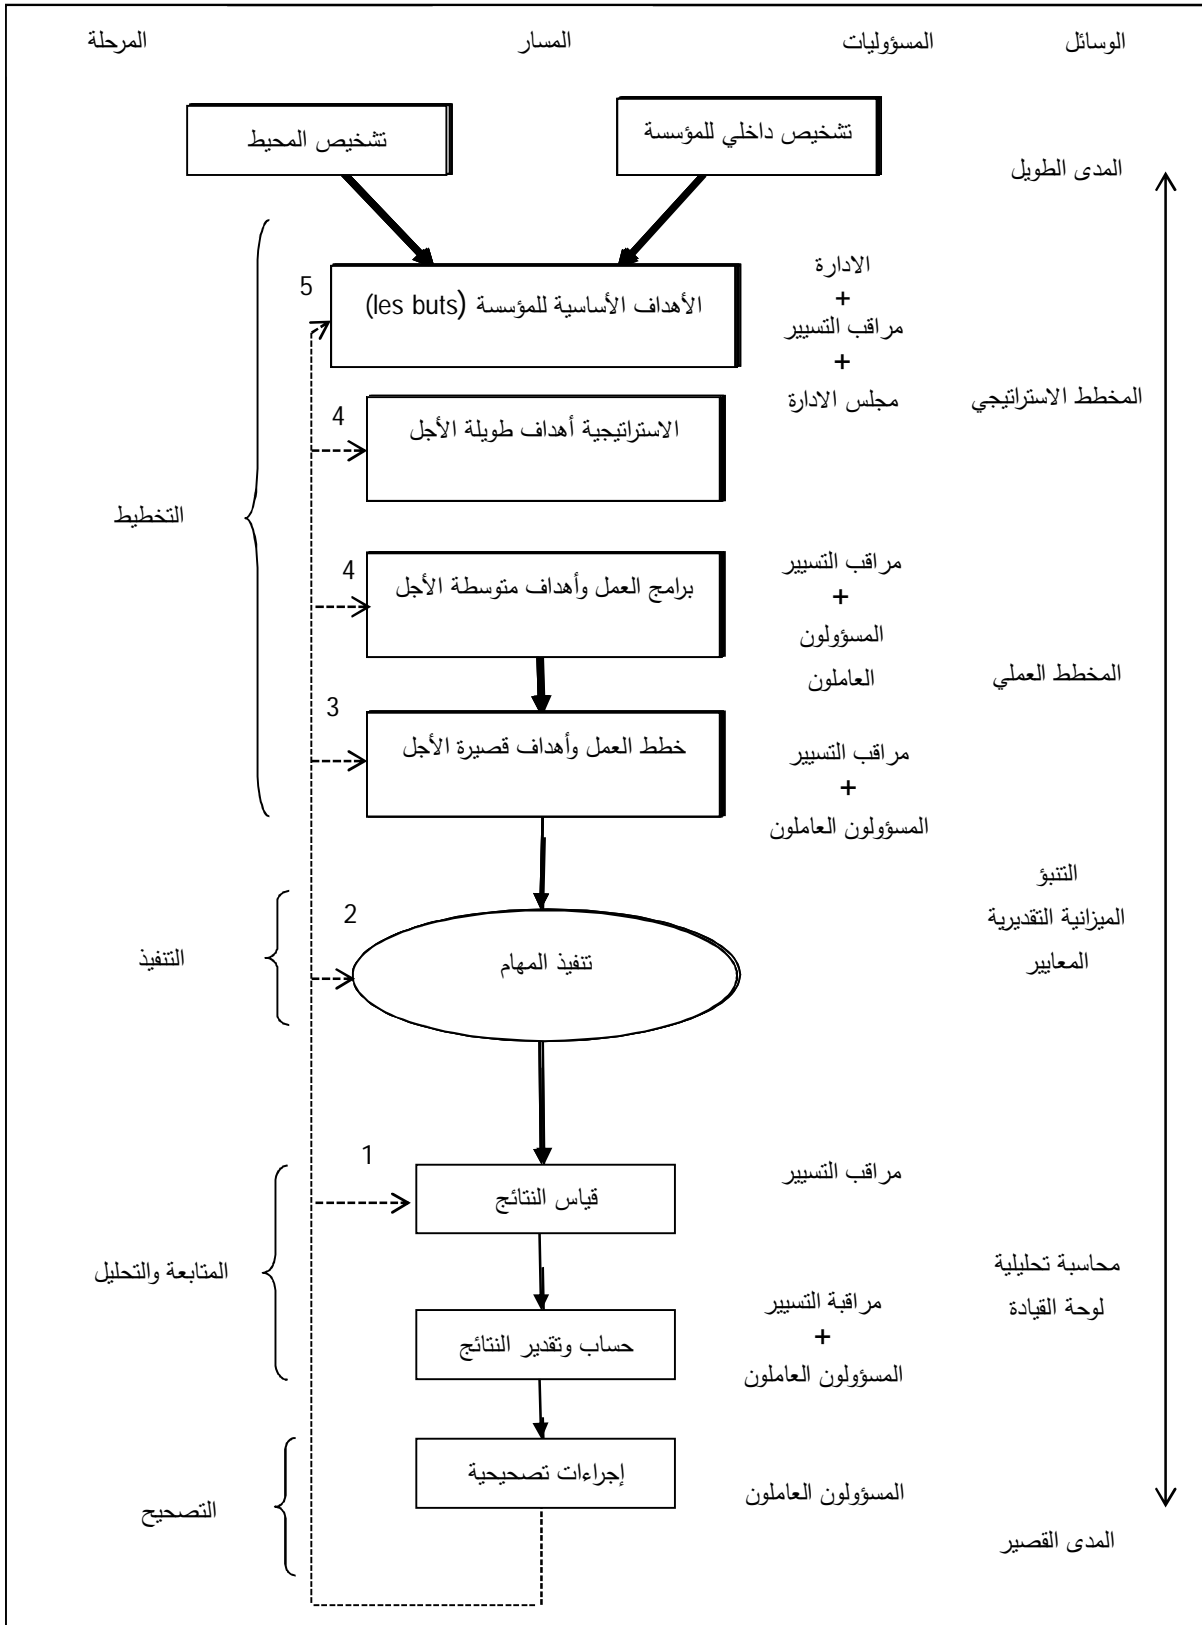 الوسائل
المسؤوليات
المسار
المرحلة
تشخيص داخلي للمؤسسة
تشخيص المحيط
المدى الطويل
الادارة
+
مراقب التسيير
+
مجلس الادارة
5
الأهداف الأساسية للمؤسسة (les buts)
المخطط الاستراتيجي
4
الاستراتيجية أهداف طويلة الأجل
التخطيط
4
برامج العمل وأهداف متوسطة الأجل
مراقب التسيير
+
المسؤولون
العاملون
المخطط العملي
3
خطط العمل وأهداف قصيرة الأجل
مراقب التسيير
+
المسؤولون العاملون
التنبؤ
الميزانية التقديرية
المعايير
2
تنفيذ المهام
التنفيذ
1
قياس النتائج
مراقب التسيير
محاسبة تحليلية
لوحة القيادة
المتابعة والتحليل
حساب وتقدير النتائج
مراقبة التسيير
+
المسؤولون العاملون
إجراءات تصحيحية
المسؤولون العاملون
التصحيح
المدى القصير